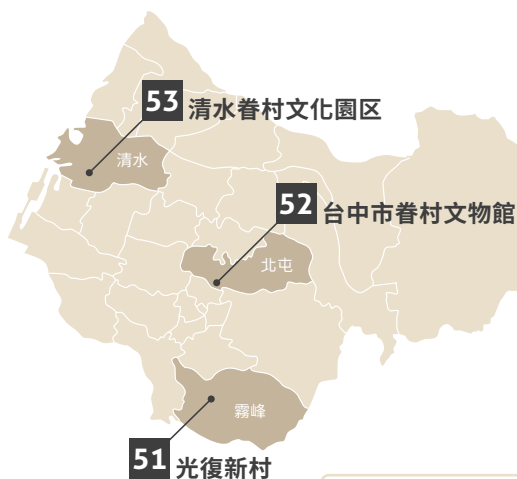 53 清水眷村文化園区
清水
52 台中市眷村文物館
北屯
霧峰
51 光復新村